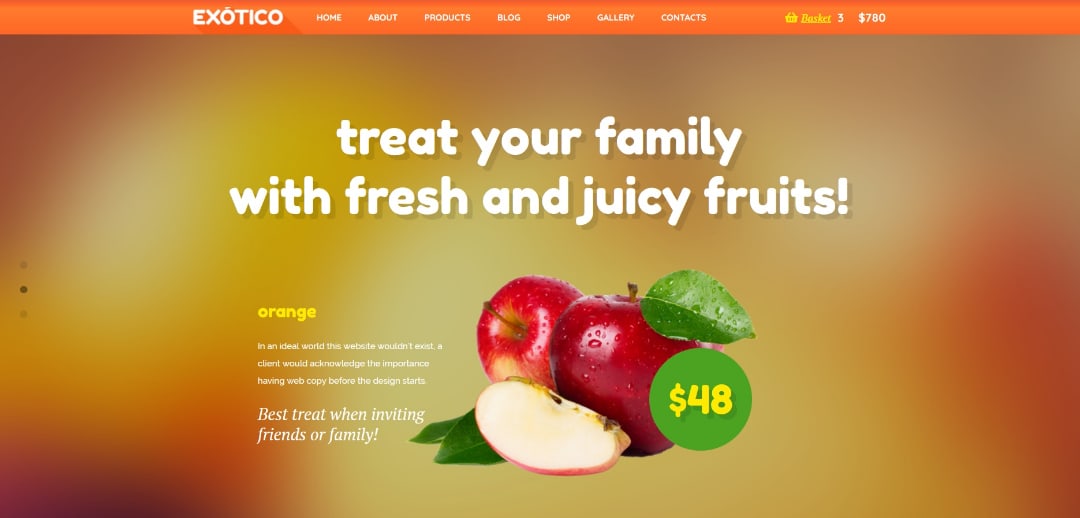 EXÓTICO HOME ABOUT PRODUCTS BLOG SHOP GALLERY CONTACTS Basket 3 $780
treat your family
with fresh and juicy fruits!
orange
In an ideal world this website wouldn't exist, a
client would acknowledge the importance
having web copy before the design starts.
Best treat when inviting
friends or family!
$48